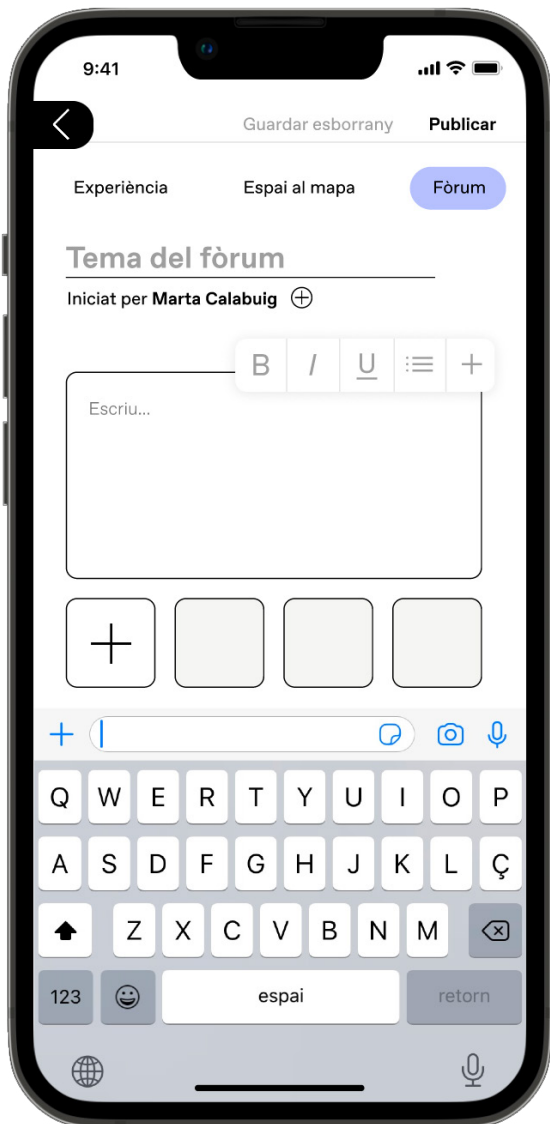 9:41
Guardar esborrany Publicar
Experiència Espai al mapa Fòrum
Tema del fòrum
Iniciat per Marta Calabuig
B I U
Escriu...
Q W E R T Y U I O P
A S D F G H J K L Ç
Z X C V B N M
123 espai retorn